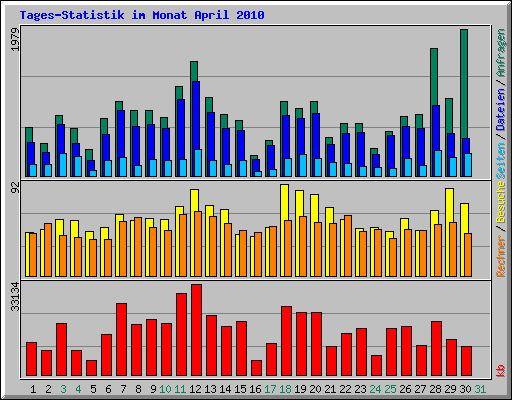 Tages-Statistik im Monat April 2010
1979
92
33134
Rechner / Besuche Seiten / Dateien / Anfragen
kb
1 2 3 4 5 6 7 8 9 10 11 12 13 14 15 16 17 18 19 20 21 22 23 24 25 26 27 28 29 30 31